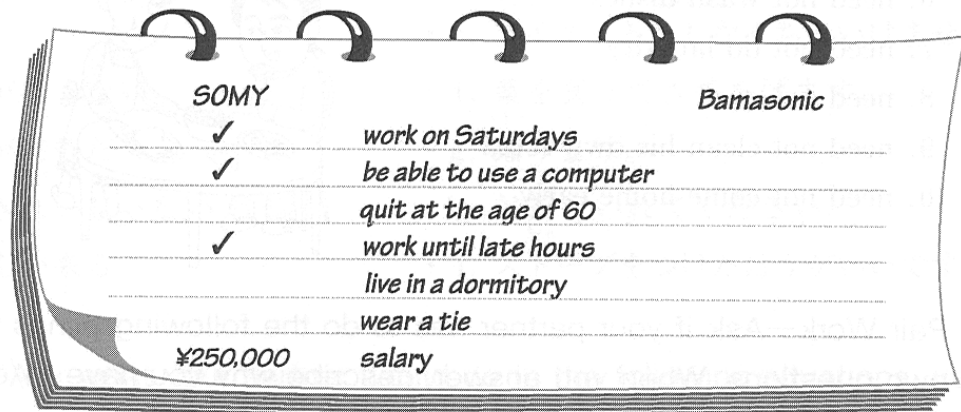 SOMY Bamasonic
✓ work on Saturdays
✓ be able to use a computer
quit at the age of 60
✓ work until late hours
live in a dormitory
wear a tie
¥250,000 salary